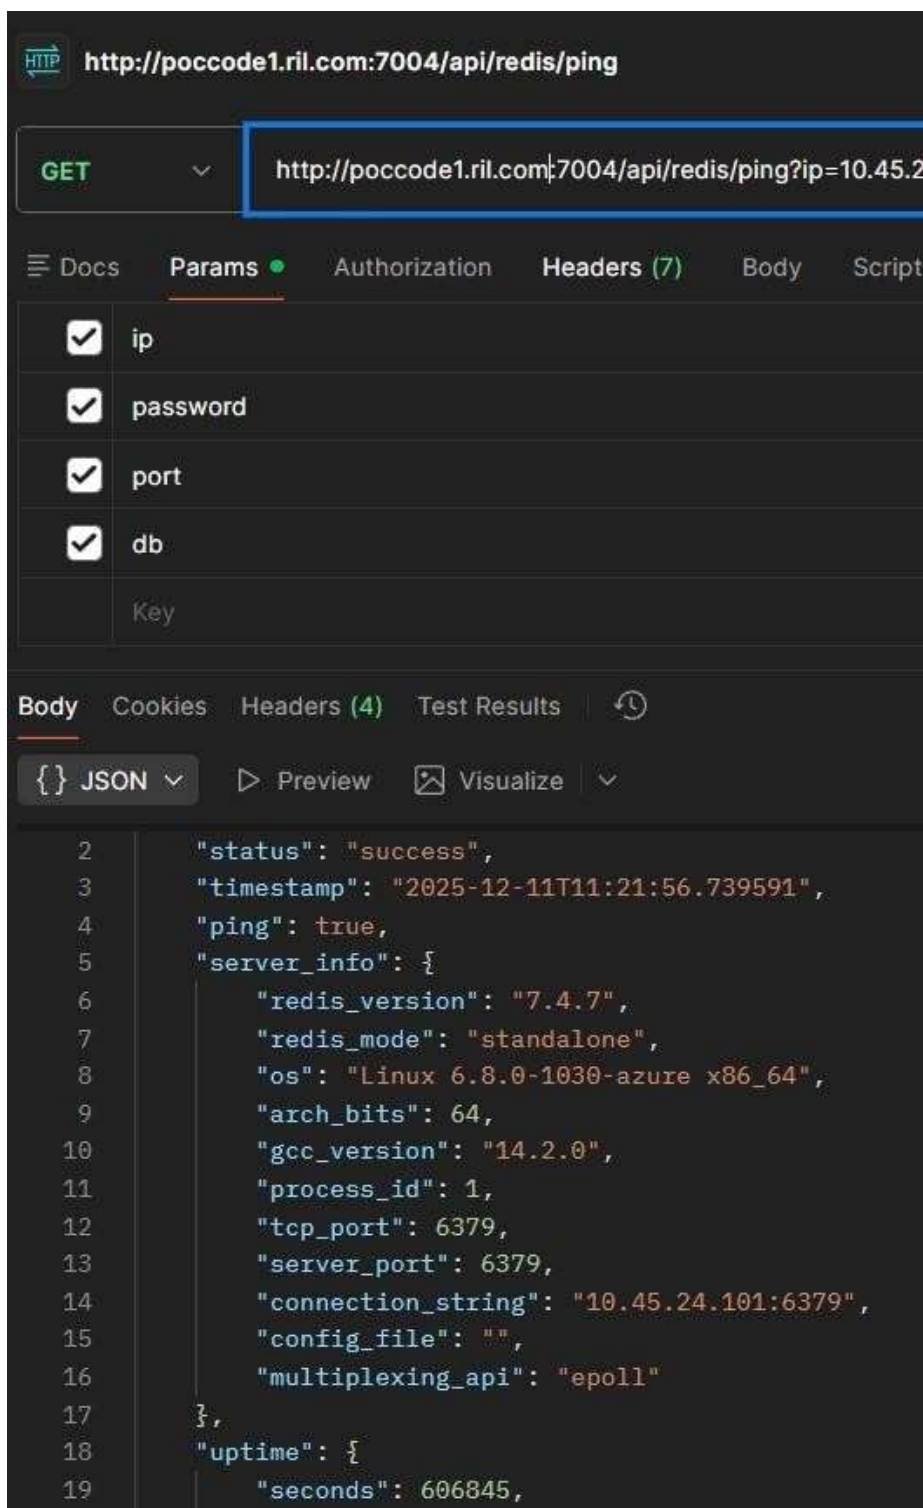 HTTP http://poccode1.ril.com:7004/api/redis/ping
GET http://poccode1.ril.com:7004/api/redis/ping?ip=10.45.2
Docs Params Authorization Headers (7) Body Script
ip
password
port
db
Key
Body Cookies Headers (4) Test Results
{} JSON Preview Visualize
2 "status": "success",
3 "timestamp": "2025-12-11T11:21:56.739591",
4 "ping": true,
5 "server_info": {
6 "redis_version": "7.4.7",
7 "redis_mode": "standalone",
8 "os": "Linux 6.8.0-1030-azure x86_64",
9 "arch_bits": 64,
10 "gcc_version": "14.2.0",
11 "process_id": 1,
12 "tcp_port": 6379,
13 "server_port": 6379,
14 "connection_string": "10.45.24.101:6379",
15 "config_file": "",
16 "multiplexing_api": "epoll"
17 },
18 "uptime": {
19 "seconds": 606845,